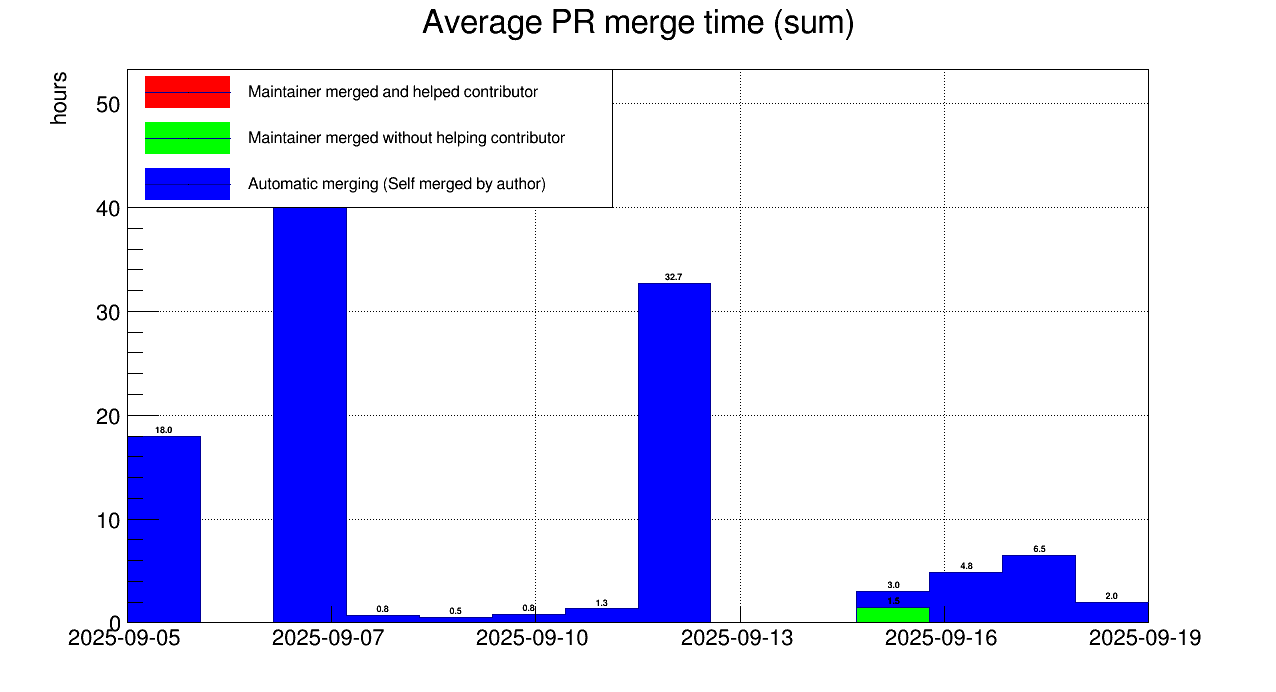 Average PR merge time (sum)
hours
50
40
30
20
10
0
Maintainer merged and helped contributor
Maintainer merged without helping contributor
Automatic merging (Self merged by author)
18.0
0.8
0.5
0.8
1.3
32.7
3.0
1.5
4.8
6.5
2.0
2025-09-05 2025-09-07 2025-09-10 2025-09-13 2025-09-16 2025-09-19